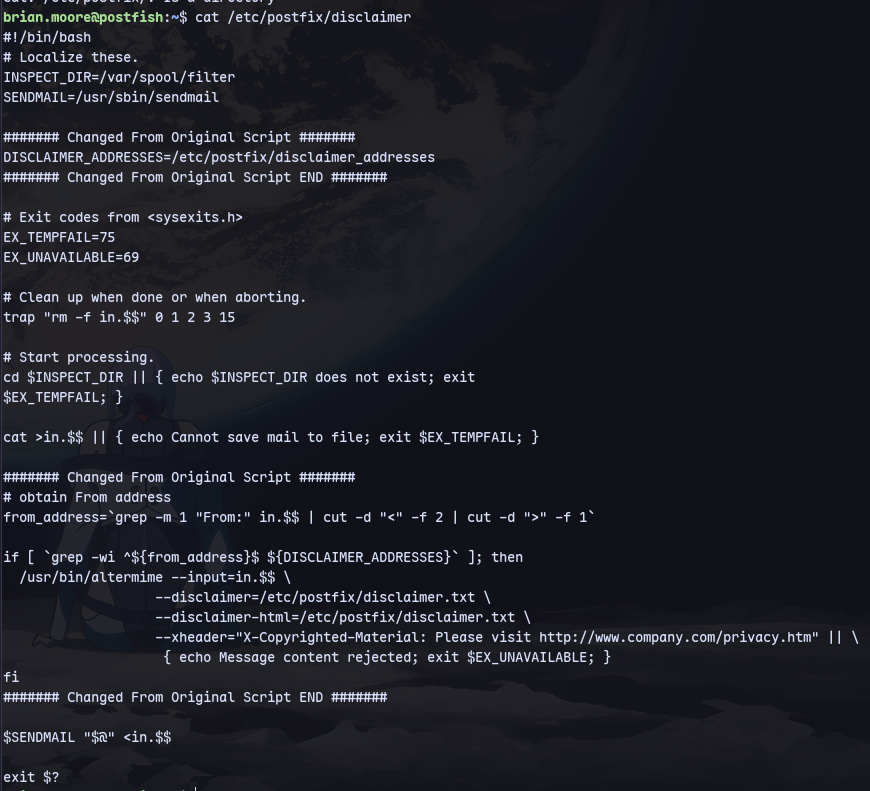 brian.moore@postfish:~$ cat /etc/postfix/disclaimer
#!/bin/bash
# Localize these.
INSPECT_DIR=/var/spool/filter
SENDMAIL=/usr/sbin/sendmail

####### Changed From Original Script #######
DISCLAIMER_ADDRESSES=/etc/postfix/disclaimer_addresses
####### Changed From Original Script END #######

# Exit codes from <sysexits.h>
EX_TEMPFAIL=75
EX_UNAVAILABLE=69

# Clean up when done or when aborting.
trap "rm -f in.$$" 0 1 2 3 15

# Start processing.
cd $INSPECT_DIR || { echo $INSPECT_DIR does not exist; exit
$EX_TEMPFAIL; }

cat >in.$$ || { echo Cannot save mail to file; exit $EX_TEMPFAIL; }

####### Changed From Original Script #######
# obtain From address
from_address=`grep -m 1 "From:" in.$$ | cut -d "<" -f 2 | cut -d ">" -f 1`

if [ `grep -wi ^${from_address}$ ${DISCLAIMER_ADDRESSES}` ]; then
  /usr/bin/altermime --input=in.$$ \
                   --disclaimer=/etc/postfix/disclaimer.txt \
                   --disclaimer-html=/etc/postfix/disclaimer.txt \
                   --xheader="X-Copyrighted-Material: Please visit http://www.company.com/privacy.htm" || \
                    { echo Message content rejected; exit $EX_UNAVAILABLE; }
fi
####### Changed From Original Script END #######

$SENDMAIL "$@" <in.$$

exit $?